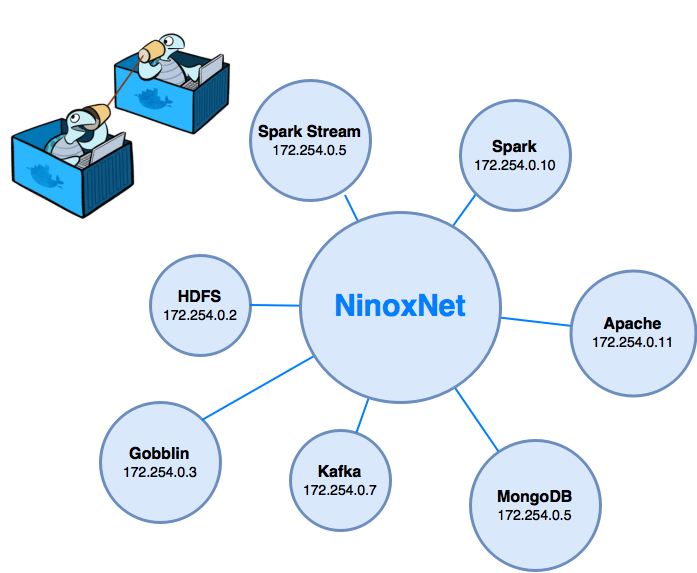 Spark Stream
172.254.0.5
Spark
172.254.0.10
NinoxNet
HDFS
172.254.0.2
Apache
172.254.0.11
Gobblin
172.254.0.3
Kafka
172.254.0.7
MongoDB
172.254.0.5